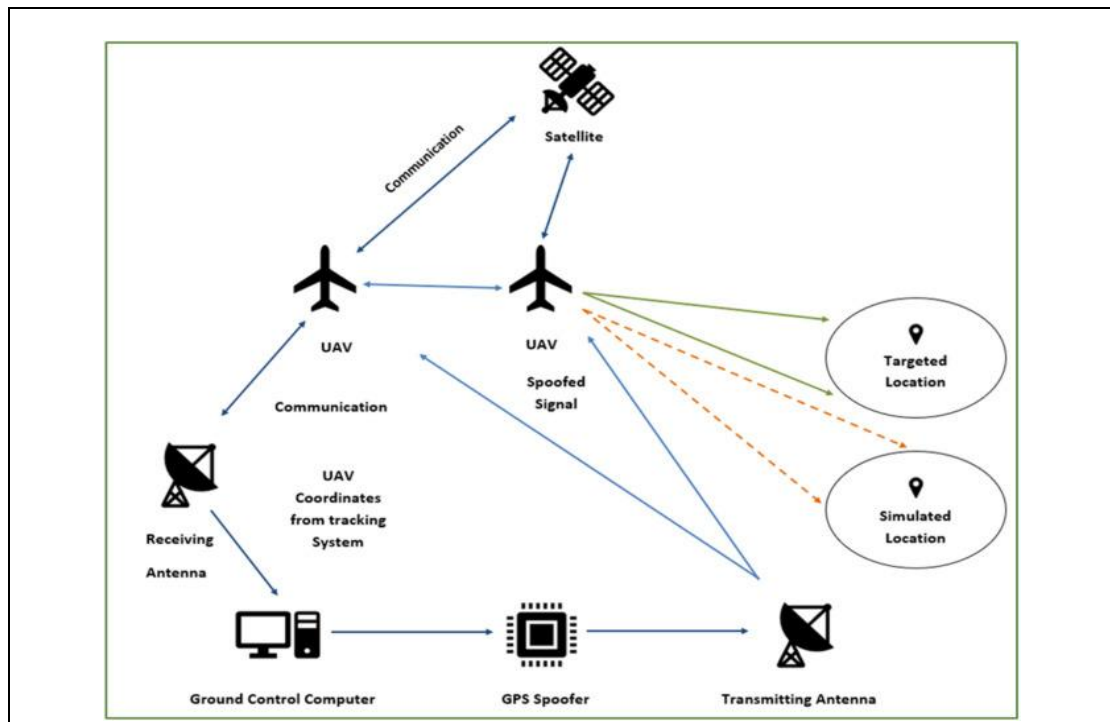 Satellite
Communication
UAV
UAV
Spoofed
Signal
Communication
Targeted
Location
UAV
Coordinates
from tracking
System
Simulated
Location
Receiving
Antenna
Ground Control Computer
GPS Spoofer
Transmitting Antenna